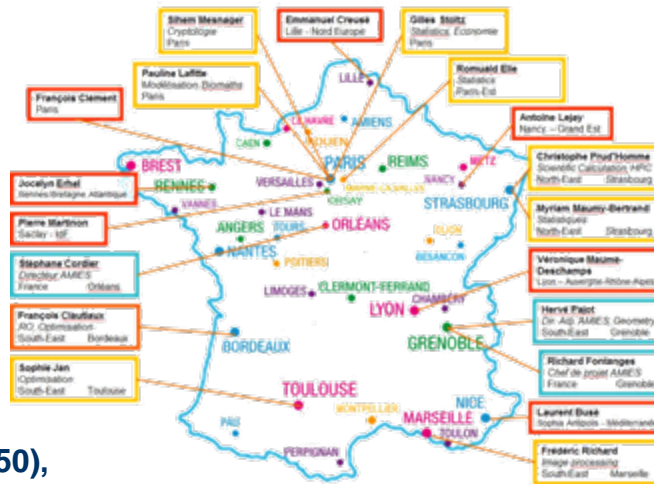 Sihem Mesnager
Cryptologie
Paris
Emmanuel Creusé
Lille - Nord Europe
Gilles Stoltz
Statistics, Economie
Paris
Pauline Lafitte
Modélisation, Biomaths
Paris
Romuald Elie
Statistics
Paris-Est
François Clement
Paris
Antoine Lejay
Nancy - Grand Est
Christophe Prud'Homme
Scientific Calculation, HPC
North-East Strasbourg
Jocelyn Erhel
Rennes/Bretagne Atlantique
Myriam Maumy-Bertrand
Statistiques
North-East Strasbourg
Pierre Martinon
Saclay - IdF
Stéphane Cordier
Directeur AMIES
France Orléans
Véronique Maume-
Deschamps
Lyon - Auvergne-Rhône-Alpes
François Clautiaux
RO, Optimisation
South-East Bordeaux
Hervé Pajot
Dir. Adj. AMIES, Geometry
South-East Grenoble
Sophie Jan
Optimisation
South-East Toulouse
Richard Fontanges
Chef de projet AMIES
France Grenoble
Laurent Busé
Sophia Antipolis - Méditerranée
Frédéric Richard
Image processing
South-East Marseille
LILLE
AMIENS
LE HAVRE
ROUEN
CAEN
PARIS
REIMS
METZ
NANCY
BREST
RENNES
VERSAILLES
MARNE-LA-VALLÉE
ORSAY
STRASBOURG
VANNES
LE MANS
ORLÉANS
ANGERS
TOURS
DIJON
NANTES
BESANCON
POITIERS
LIMOGES
CLERMONT-FERRAND
CHAMBÉRY
LYON
GRENOBLE
BORDEAUX
TOULOUSE
MONTPELLIER
NICE
PAU
MARSEILLE
TOULON
PERPIGNAN
50),